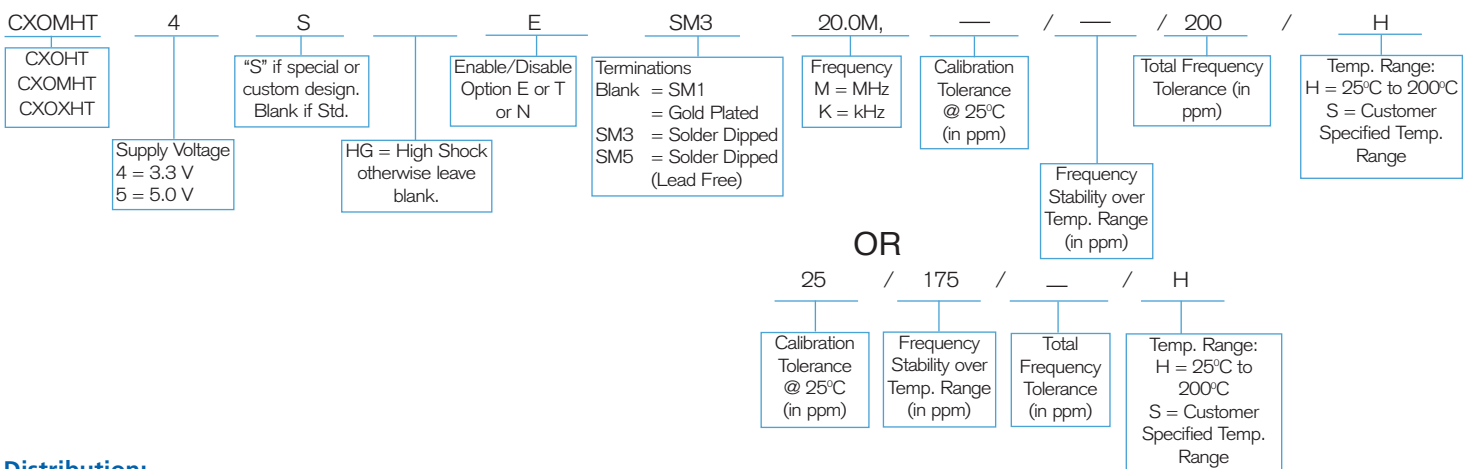 CXOMHT 4 S E SM3 20.0M, — / — / 200 / H
CXOHT
CXOMHT
CXOXHT
Supply Voltage
4 = 3.3 V
5 = 5.0 V
“S” if special or
custom design.
Blank if Std.
HG = High Shock
otherwise leave
blank.
Enable/Disable
Option E or T
or N
Terminations
Blank = SM1
= Gold Plated
SM3 = Solder Dipped
SM5 = Solder Dipped
(Lead Free)
Frequency
M = MHz
K = kHz
Calibration
Tolerance
@ 25ºC
(in ppm)
Frequency
Stability over
Temp. Range
(in ppm)
Total Frequency
Tolerance (in
ppm)
Temp. Range:
H = 25ºC to 200ºC
S = Customer
Specified Temp.
Range
OR
25 / 175 / — / H
Calibration
Tolerance
@ 25ºC
(in ppm)
Frequency
Stability over
Temp. Range
(in ppm)
Total
Frequency
Tolerance
(in ppm)
Temp. Range:
H = 25ºC to
200ºC
S = Customer
Specified Temp.
Range
Distribution: